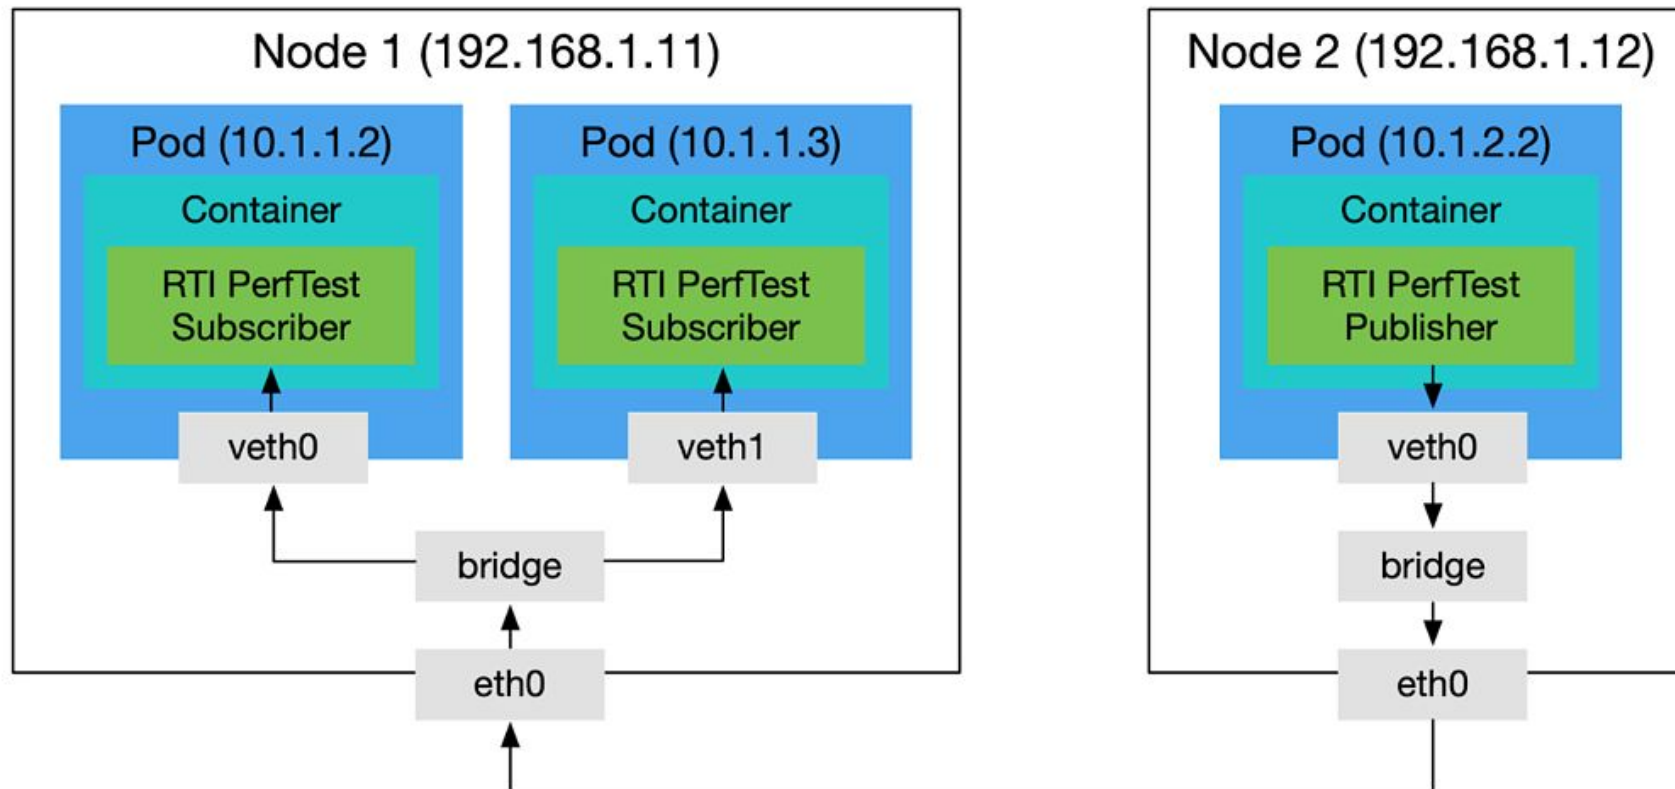 Node 1 (192.168.1.11)
Pod (10.1.1.2)
Container
RTI PerfTest
Subscriber
veth0
Pod (10.1.1.3)
Container
RTI PerfTest
Subscriber
veth1
bridge
eth0
Node 2 (192.168.1.12)
Pod (10.1.2.2)
Container
RTI PerfTest
Publisher
veth0
bridge
eth0